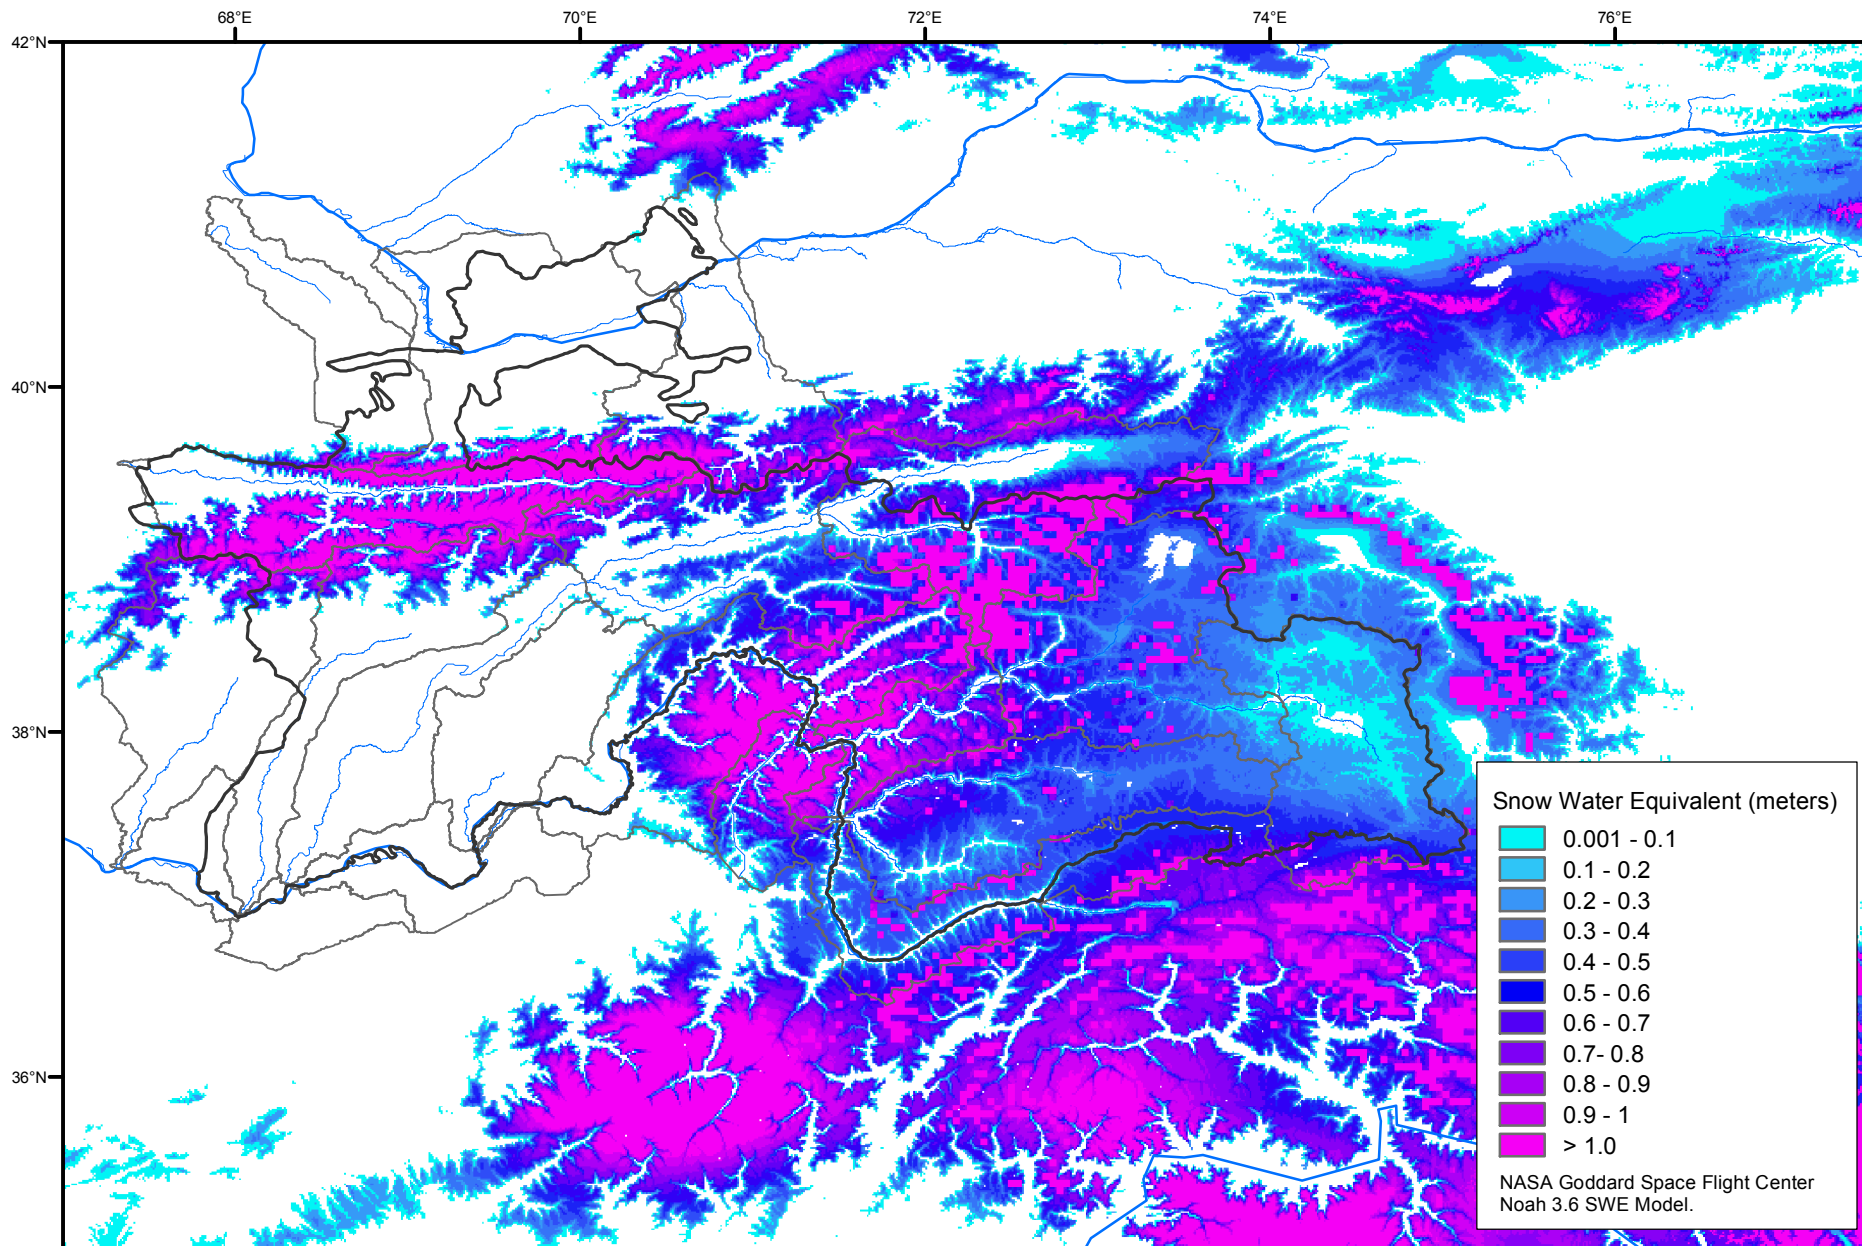 68°E
70°E
72°E
74°E
76°E
42°N
40°N
38°N
36°N
Snow Water Equivalent (meters)
0.001 - 0.1
0.1 - 0.2
0.2 - 0.3
0.3 - 0.4
0.4 - 0.5
0.5 - 0.6
0.6 - 0.7
0.7- 0.8
0.8 - 0.9
0.9 - 1
> 1.0
NASA Goddard Space Flight Center
Noah 3.6 SWE Model.